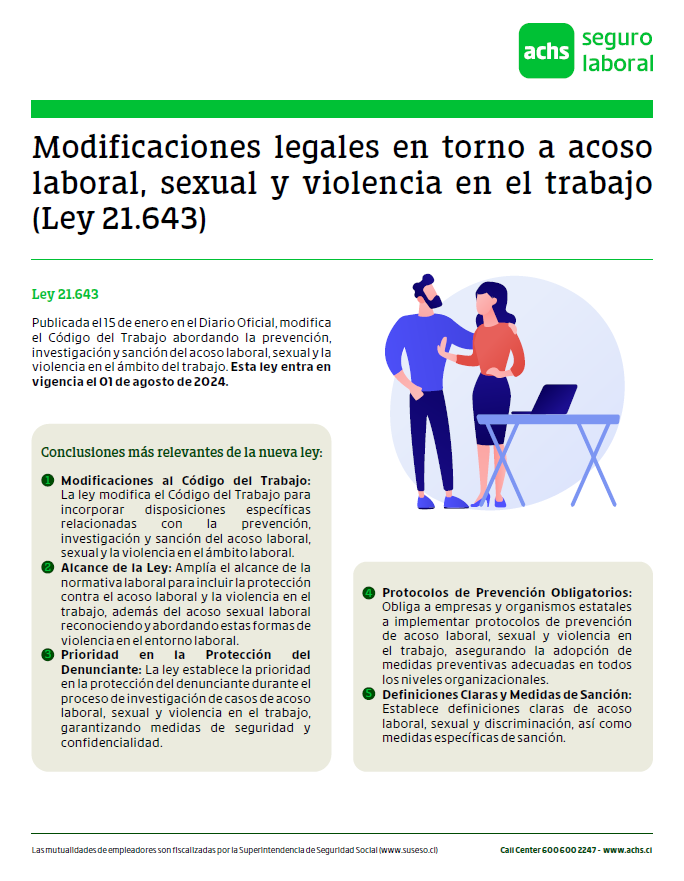 achs
seguro
laboral
Modificaciones legales en torno a acoso
laboral, sexual y violencia en el trabajo
(Ley 21.643)
Ley 21.643
Publicada el 15 de enero en el Diario Oficial, modifica
el Código del Trabajo abordando la prevención,
investigación y sanción del acoso laboral, sexual y la
violencia en el ámbito del trabajo. Esta ley entra en
vigencia el 01 de agosto de 2024.
Conclusiones más relevantes de la nueva ley:
1 Modificaciones al Código del Trabajo:
La ley modifica el Código del Trabajo para
incorporar disposiciones específicas
relacionadas con la prevención,
investigación y sanción del acoso laboral,
sexual y la violencia en el ámbito laboral.
2 Alcance de la Ley: Amplía el alcance de la
normativa laboral para incluir la protección
contra el acoso laboral y la violencia en el
trabajo, además del acoso sexual laboral
reconociendo y abordando estas formas de
violencia en el entorno laboral.
3 Prioridad en la Protección del
Denunciante: La ley establece la prioridad
en la protección del denunciante durante el
proceso de investigación de casos de acoso
laboral, sexual y violencia en el trabajo,
garantizando medidas de seguridad y
confidencialidad.
4 Protocolos de Prevención Obligatorios:
Obliga a empresas y organismos estatales
a implementar protocolos de prevención
de acoso laboral, sexual y violencia en
el trabajo, asegurando la adopción de
medidas preventivas adecuadas en todos
los niveles organizacionales.
5 Definiciones Claras y Medidas de Sanción:
Establece definiciones claras de acoso
laboral, sexual y discriminación, así como
medidas específicas de sanción.
Las mutualidades de empleadores son fiscalizadas por la Superintendencia de Seguridad Social (www.suseso.cl)
Call Center 600 600 2247 - www.achs.cl